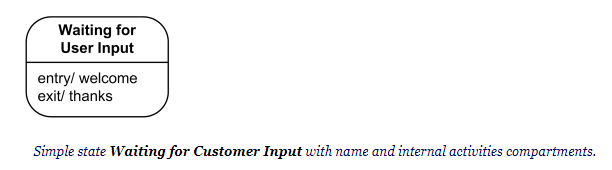 Waiting for
User Input
entry/ welcome
exit/ thanks
Simple state Waiting for Customer Input with name and internal activities compartments.